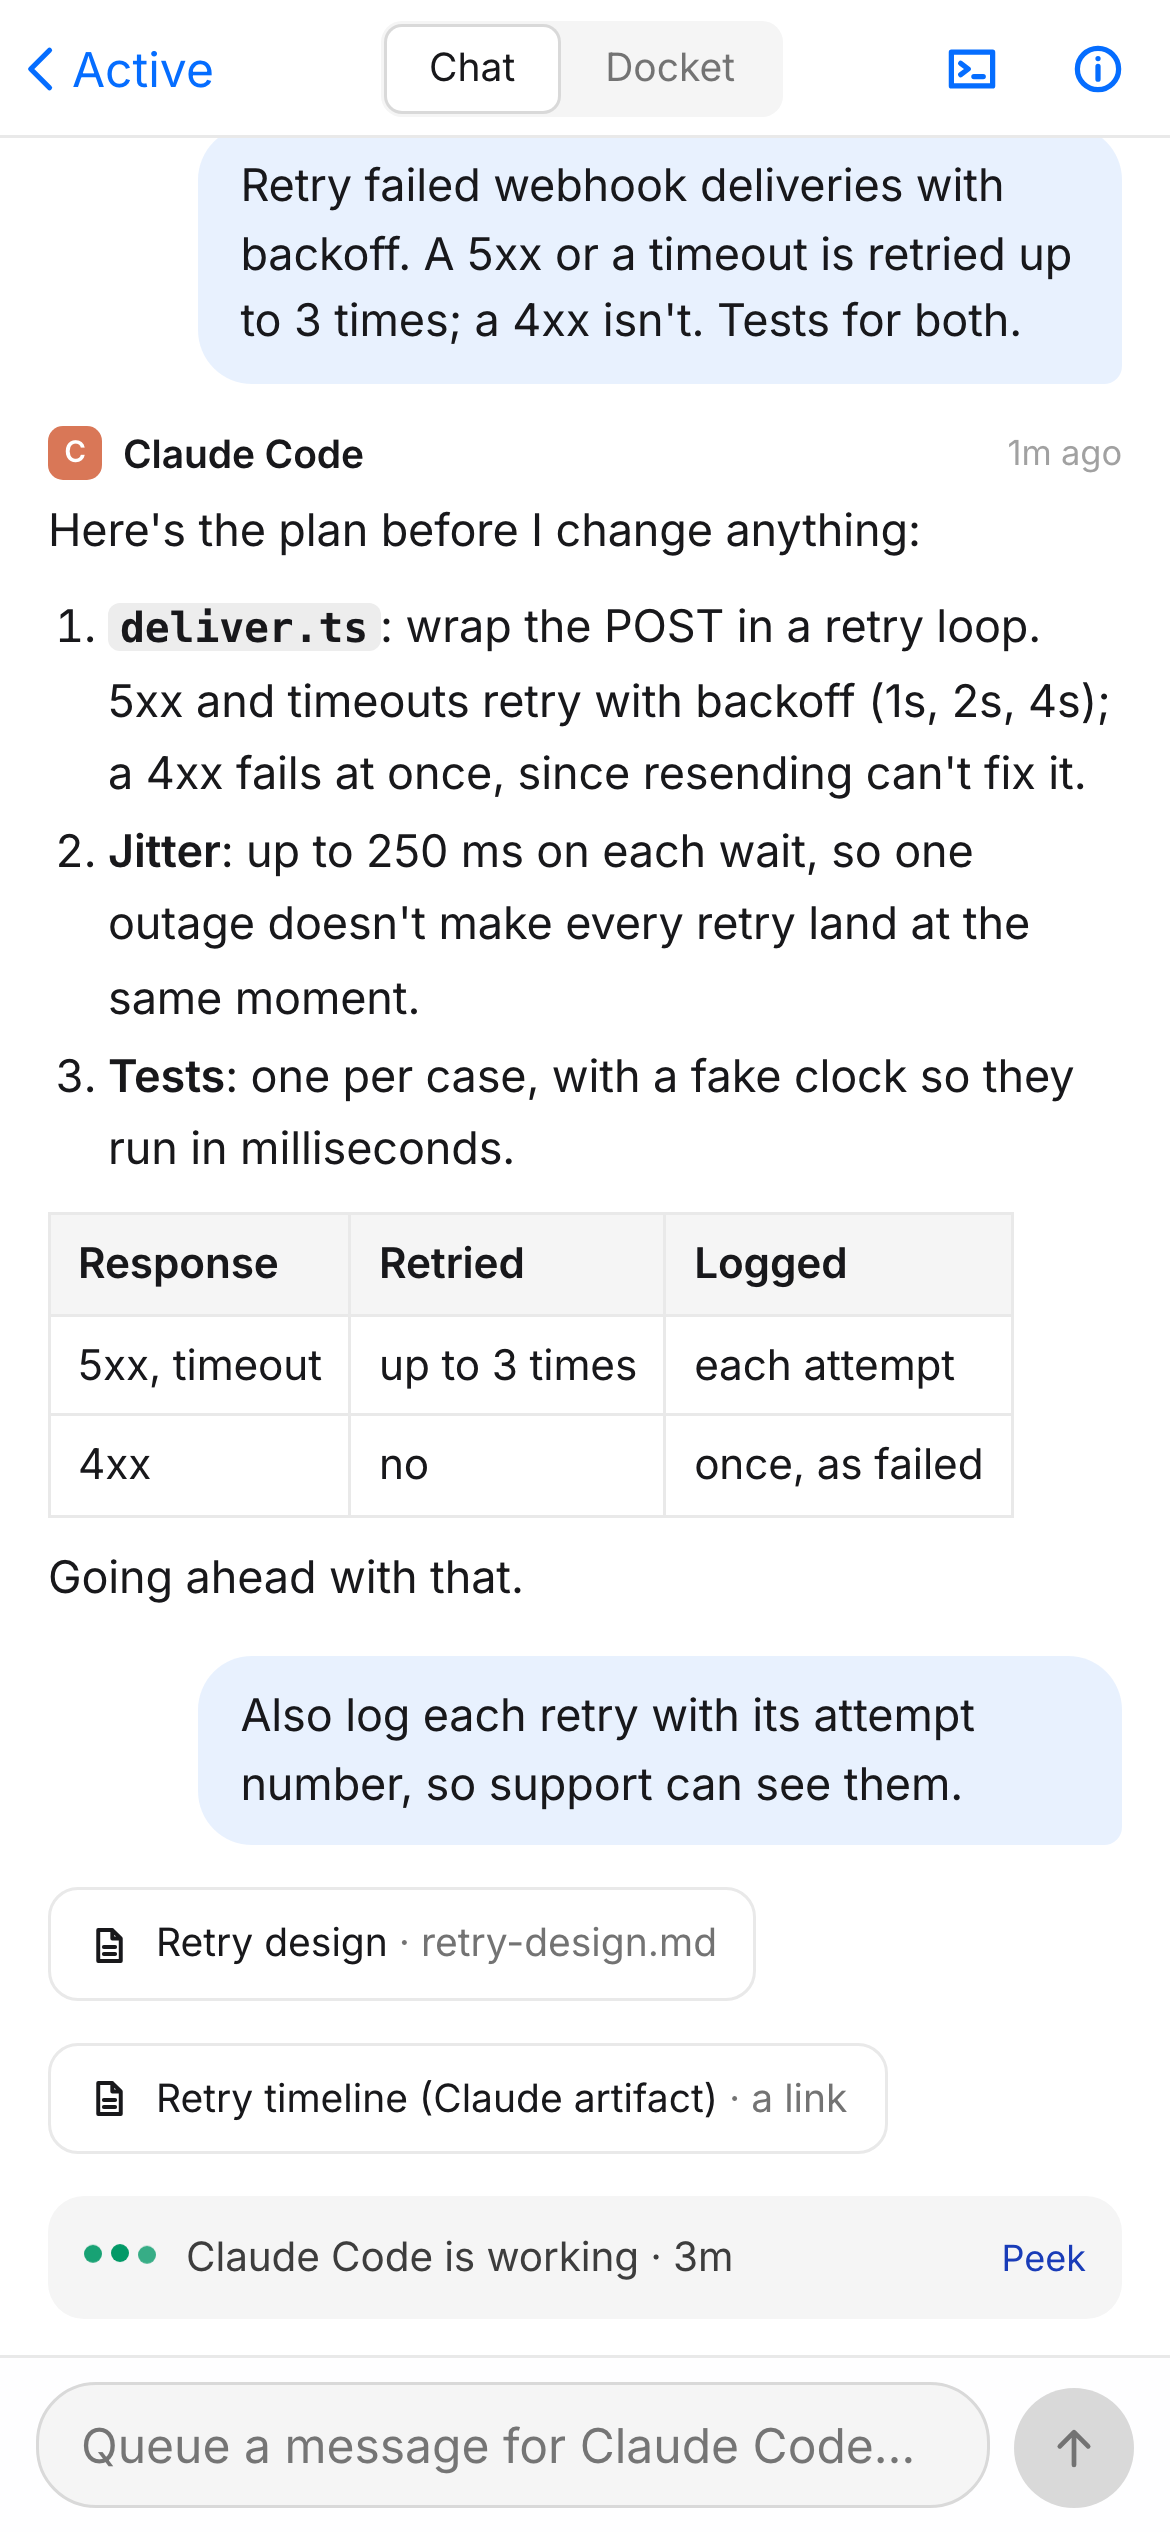 Active
Chat
Docket
Retry failed webhook deliveries with
backoff. A 5xx or a timeout is retried up
to 3 times; a 4xx isn't. Tests for both.
C Claude Code 1m ago
Here's the plan before I change anything:
1. deliver.ts: wrap the POST in a retry loop.
5xx and timeouts retry with backoff (1s, 2s, 4s);
a 4xx fails at once, since resending can't fix it.
2. Jitter: up to 250 ms on each wait, so one
outage doesn't make every retry land at the
same moment.
3. Tests: one per case, with a fake clock so they
run in milliseconds.
Response Retried Logged
5xx, timeout up to 3 times each attempt
4xx no once, as failed
Going ahead with that.
Also log each retry with its attempt
number, so support can see them.
Retry design · retry-design.md
Retry timeline (Claude artifact) · a link
Claude Code is working · 3m Peek
Queue a message for Claude Code...